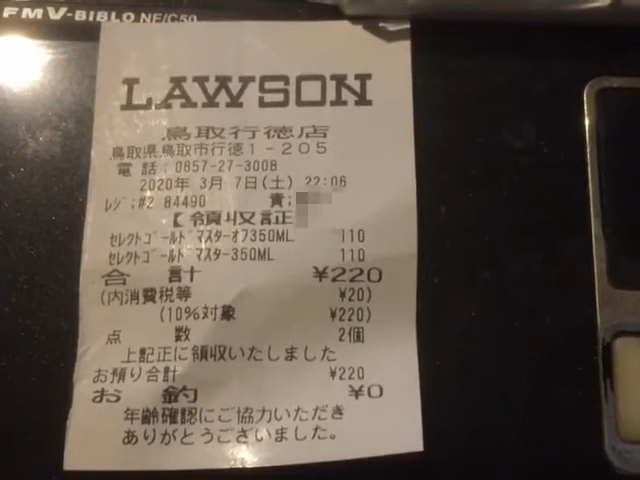 FMV-BIBLO NE/C50
LAWSON
鳥取行徳店
鳥取県鳥取市行徳1-205
電話:0857-27-3008
2020年 3月 7日(土) 22:06
レジ:#2 84490 責:
【領収証
セレクトゴールドマスターオフ350ML 110
セレクトゴールドマスター350ML 110
合 計 ¥220
(内消費税等 ¥20)
(10%対象 ¥220)
点 数 2個
上記正に領収いたしました
お預り合計 ¥220
お 釣 ¥0
年齢確認にご協力いただき
ありがとうございました。